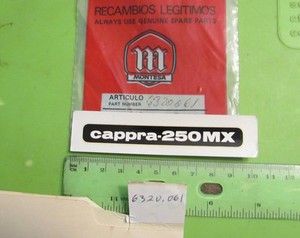 RECAMBIOS LEGITIMOS
ALWAYS USE GENUINE SPARE PARTS
M
MONTESA
ARTICULO
PART NUMBER
6320061
cappra-250MX
6320.061